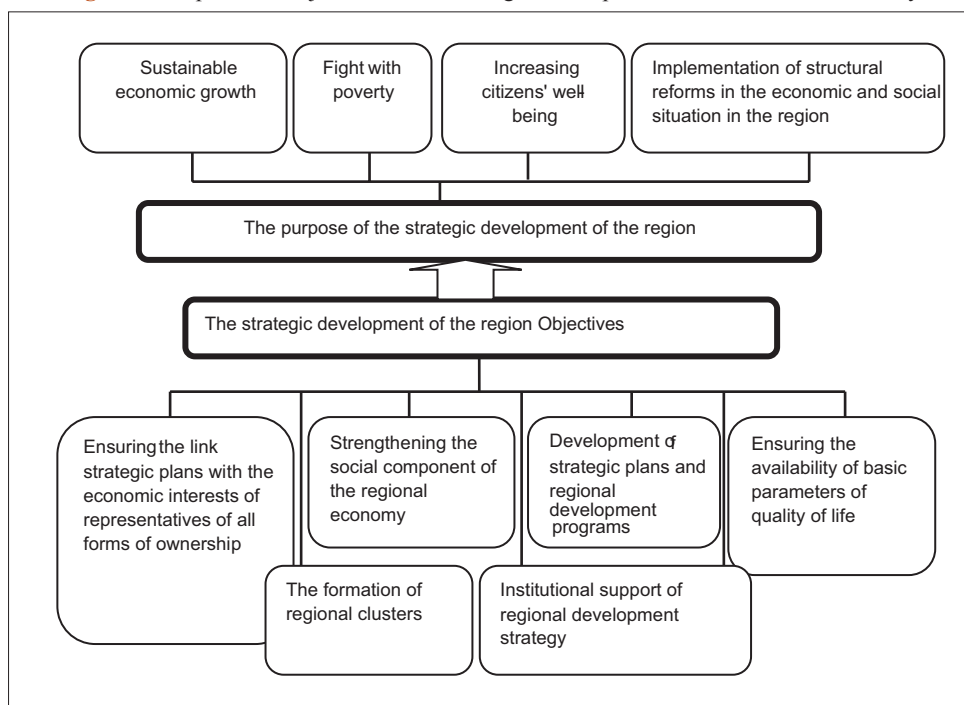 Sustainable
economic growth
Fight with
poverty
Increasing
citizens' well-
being
Implementation of structural
reforms in the economic and social
situation in the region
The purpose of the strategic development of the region
The strategic development of the region Objectives
Ensuring the link
strategic plans with the
economic interests of
representatives of all
forms of ownership
Strengthening the
social component of
the regional
economy
Development of
strategic plans and
regional
development
programs
Ensuring the
availability of basic
parameters of
quality of life
The formation of
regional clusters
Institutional support of
regional development
strategy